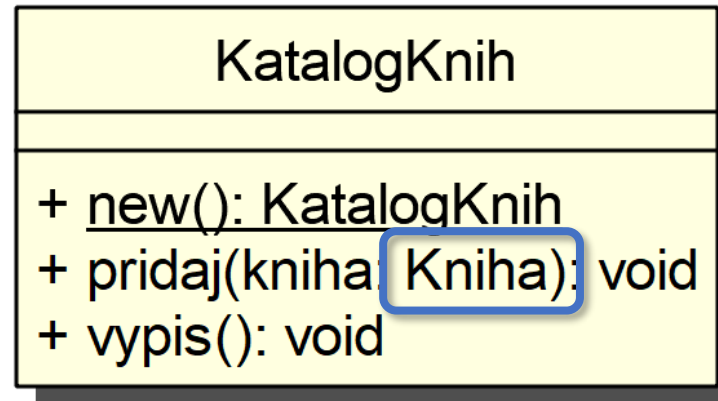 KatalogKnih
+ new(): KatalogKnih
+ pridaj(kniha: Kniha): void
+ vypis(): void